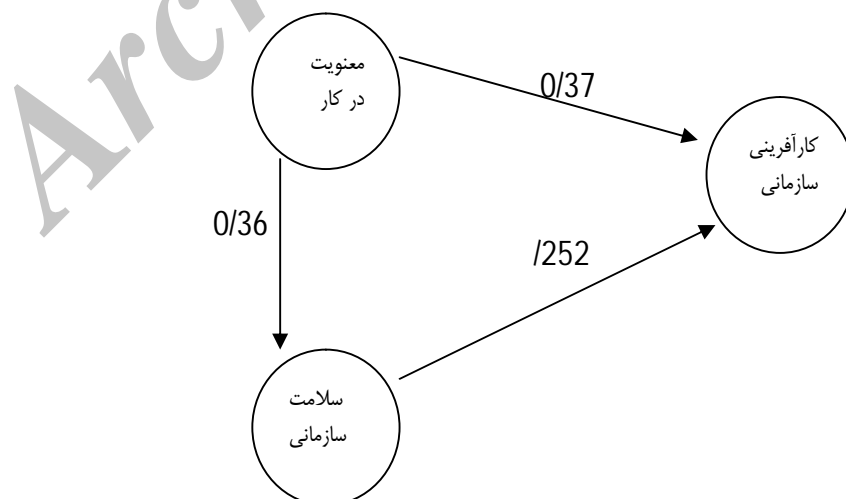 معنویت
در کار
0/37
کارآفرینی
سازمانی
0/36
/252
سلامت
سازمانی